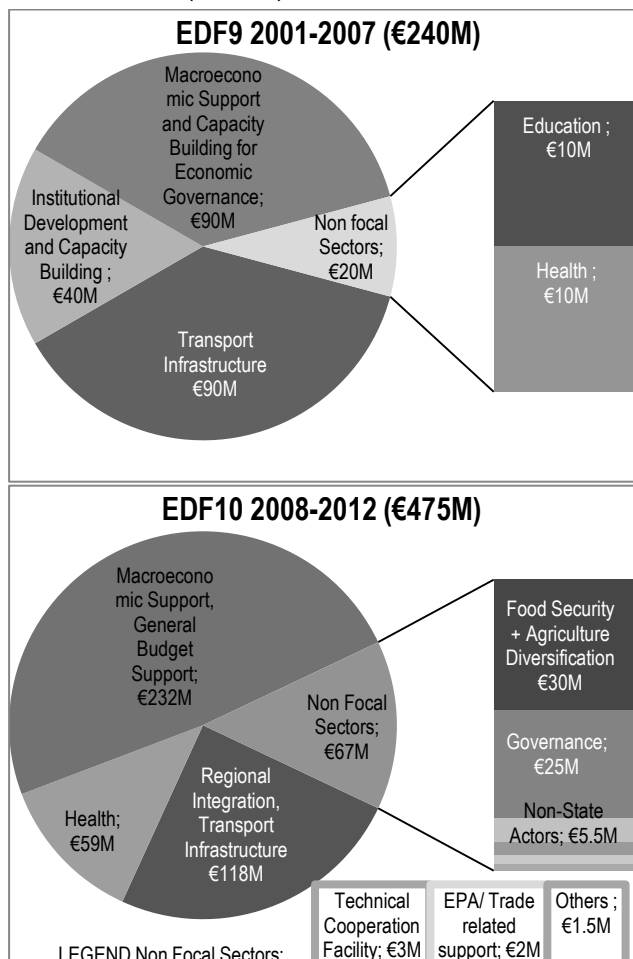 EDF9 2001-2007 (€240M)
Macroecono
mic Support
and Capacity
Building for
Economic
Governance;
€90M
Institutional
Development
and Capacity
Building ;
€40M
Non focal
Sectors;
€20M
Transport
Infrastructure
€90M
Education ;
€10M
Health ;
€10M
EDF10 2008-2012 (€475M)
Macroecono
mic Support,
General
Budget
Support;
€232M
Non Focal
Sectors;
€67M
Regional
Integration,
Transport
Infrastructure
€118M
Health;
€59M
Food Security
+ Agriculture
Diversification
€30M
Governance;
€25M
Non-State
Actors; €5.5M
Technical
Cooperation
Facility; €3M
EPA/ Trade
related
support; €2M
Others ;
€1.5M
LEGEND Non Focal Sectors: